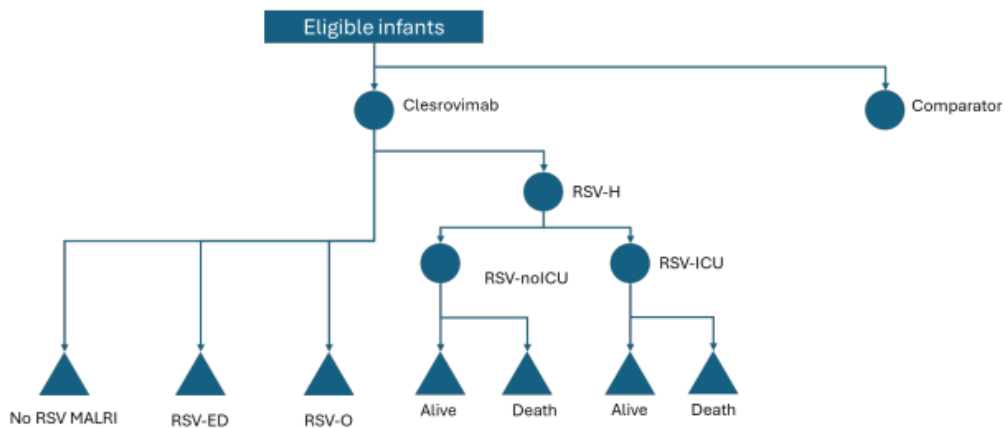 Eligible infants
Clesrovimab
Comparator
RSV-H
RSV-noICU
RSV-ICU
No RSV MALRI
RSV-ED
RSV-O
Alive
Death
Alive
Death